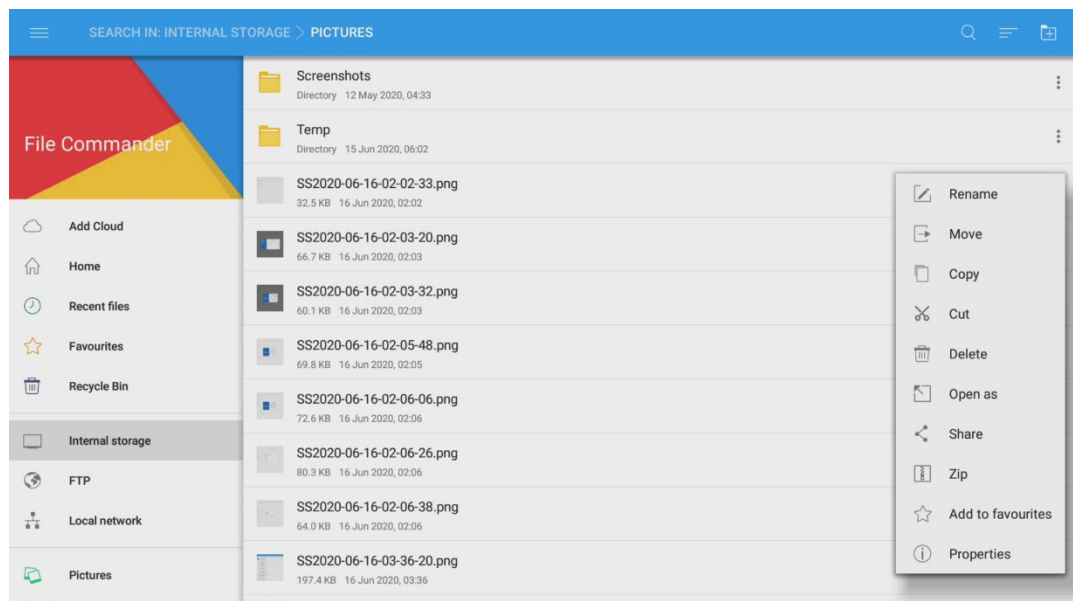 SEARCH IN: INTERNAL STORAGE > PICTURES
File Commander
Add Cloud
Home
Recent files
Favourites
Recycle Bin
Internal storage
FTP
Local network
Pictures
Screenshots
Directory 12 May 2020, 04:33
Temp
Directory 15 Jun 2020, 06:02
SS2020-06-16-02-02-33.png
32.5 KB 16 Jun 2020, 02:02
SS2020-06-16-02-03-20.png
66.7 KB 16 Jun 2020, 02:03
SS2020-06-16-02-03-32.png
60.1 KB 16 Jun 2020, 02:03
SS2020-06-16-02-05-48.png
69.8 KB 16 Jun 2020, 02:05
SS2020-06-16-02-06-06.png
72.6 KB 16 Jun 2020, 02:06
SS2020-06-16-02-06-26.png
80.3 KB 16 Jun 2020, 02:06
SS2020-06-16-02-06-38.png
64.0 KB 16 Jun 2020, 02:06
SS2020-06-16-03-36-20.png
197.4 KB 16 Jun 2020, 03:36
Rename
Move
Copy
Cut
Delete
Open as
Share
Zip
Add to favourites
Properties